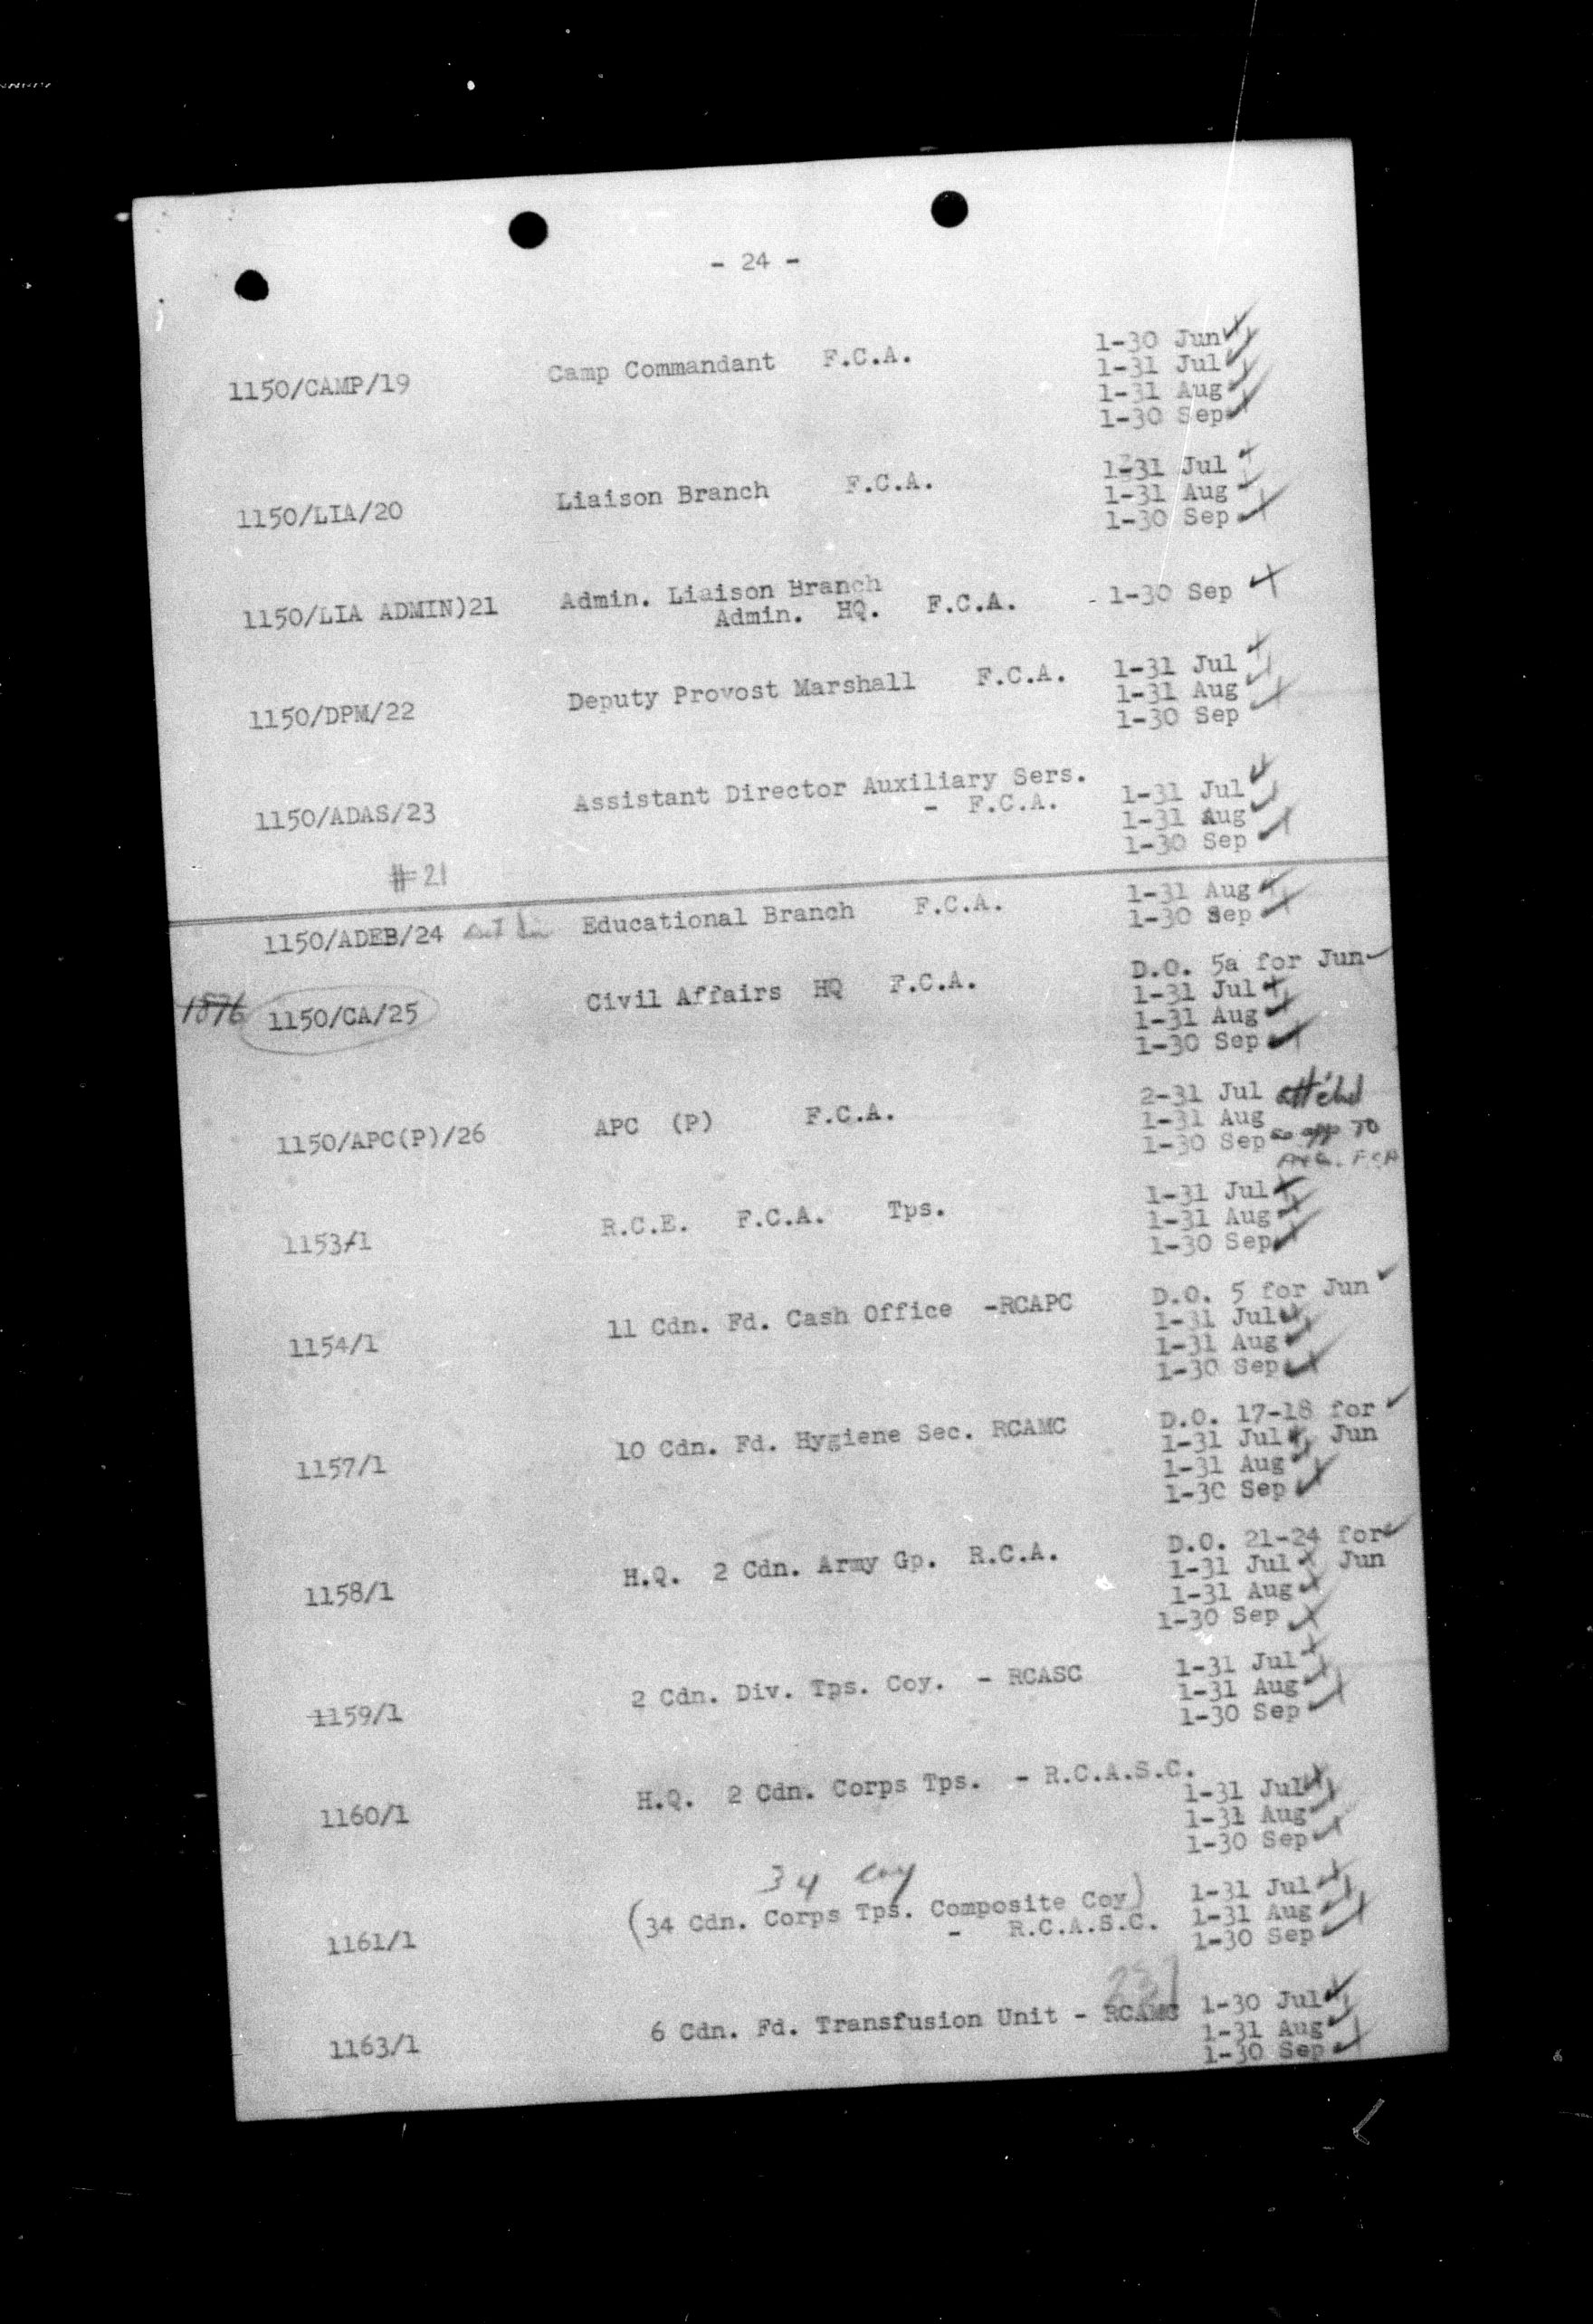 - 24 -
1150/CAMP/19 Camp Commandant F.C.A. 1-30 Jun
1-31 Jul
1-31 Aug
1-30 Sep
1150/LIA/20 Liaison Branch F.C.A. 1-31 Jul
1-31 Aug
1-30 Sep
1150/LIA ADMIN)21 Admin. Liaison Branch
Admin. HQ. F.C.A. - 1-30 Sep
1150/DPM/22 Deputy Provost Marshall F.C.A. 1-31 Jul
1-31 Aug
1-30 Sep
1150/ADAS/23 Assistant Director Auxiliary Sers.
- F.C.A. 1-31 Jul
1-31 Aug
1-30 Sep
#21
1150/ADEB/24 Educational Branch F.C.A. 1-31 Aug
1-30 Sep
1876 1150/CA/25 Civil Affairs HQ F.C.A. D.O. 5a for Jun
1-31 Jul
1-31 Aug
1-30 Sep
1150/APC(P)/26 APC (P) F.C.A. 2-31 Jul att'chd
1-31 Aug
1-30 Sep as app to
F.C.A
1153/1 R.C.E. F.C.A. Tps. 1-31 Jul
1-31 Aug
1-30 Sep
1154/1 11 Cdn. Fd. Cash Office -RCAPC D.O. 5 for Jun
1-31 Jul
1-31 Aug
1-30 Sep
1157/1 10 Cdn. Fd. Hygiene Sec. RCAMC D.O. 17-18 for
1-31 Jul Jun
1-31 Aug
1-30 Sep
1158/1 H.Q. 2 Cdn. Army Gp. R.C.A. D.O. 21-24 for
1-31 Jul Jun
1-31 Aug
1-30 Sep
1159/1 2 Cdn. Div. Tps. Coy. - RCASC 1-31 Jul
1-31 Aug
1-30 Sep
1160/1 H.Q. 2 Cdn. Corps Tps. - R.C.A.S.C.
1-31 Jul
1-31 Aug
1-30 Sep
34 Coy
1161/1 (34 Cdn. Corps Tps. Composite Coy) 1-31 Jul
- R.C.A.S.C. 1-31 Aug
1-30 Sep
237
1163/1 6 Cdn. Fd. Transfusion Unit - RCAMC 1-30 Jul
1-31 Aug
1-30 Sep